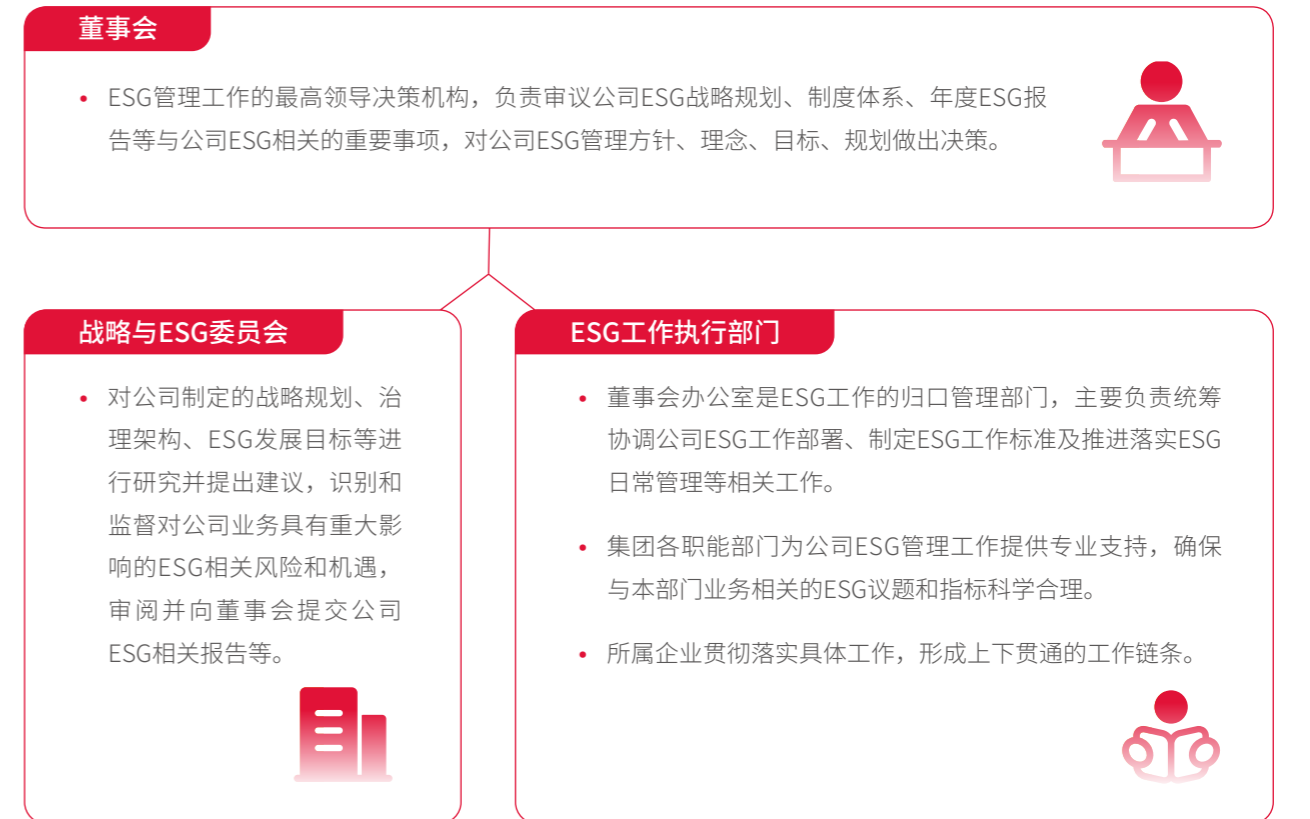 董事会
• ESG管理工作的最高领导决策机构，负责审议公司ESG战略规划、制度体系、年度ESG报
告等与公司ESG相关的重要事项，对公司ESG管理方针、理念、目标、规划做出决策。
战略与ESG委员会
• 对公司制定的战略规划、治
理架构、ESG发展目标等进
行研究并提出建议，识别和
监督对公司业务具有重大影
响的ESG相关风险和机遇，
审阅并向董事会提交公司
ESG相关报告等。
ESG工作执行部门
• 董事会办公室是ESG工作的归口管理部门，主要负责统筹
协调公司ESG工作部署、制定ESG工作标准及推进落实ESG
日常管理等相关工作。
• 集团各职能部门为公司ESG管理工作提供专业支持，确保
与本部门业务相关的ESG议题和指标科学合理。
• 所属企业贯彻落实具体工作，形成上下贯通的工作链条。